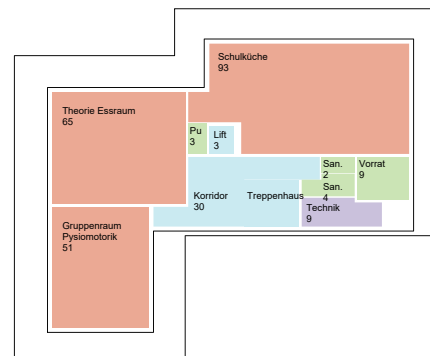 Schulküche
93
Theorie Essraum
65
Pu
3
Lift
3
San.
2
Vorrat
9
San.
4
Korridor
30
Treppenhaus
Technik
9
Gruppenraum
Pysiomotorik
51